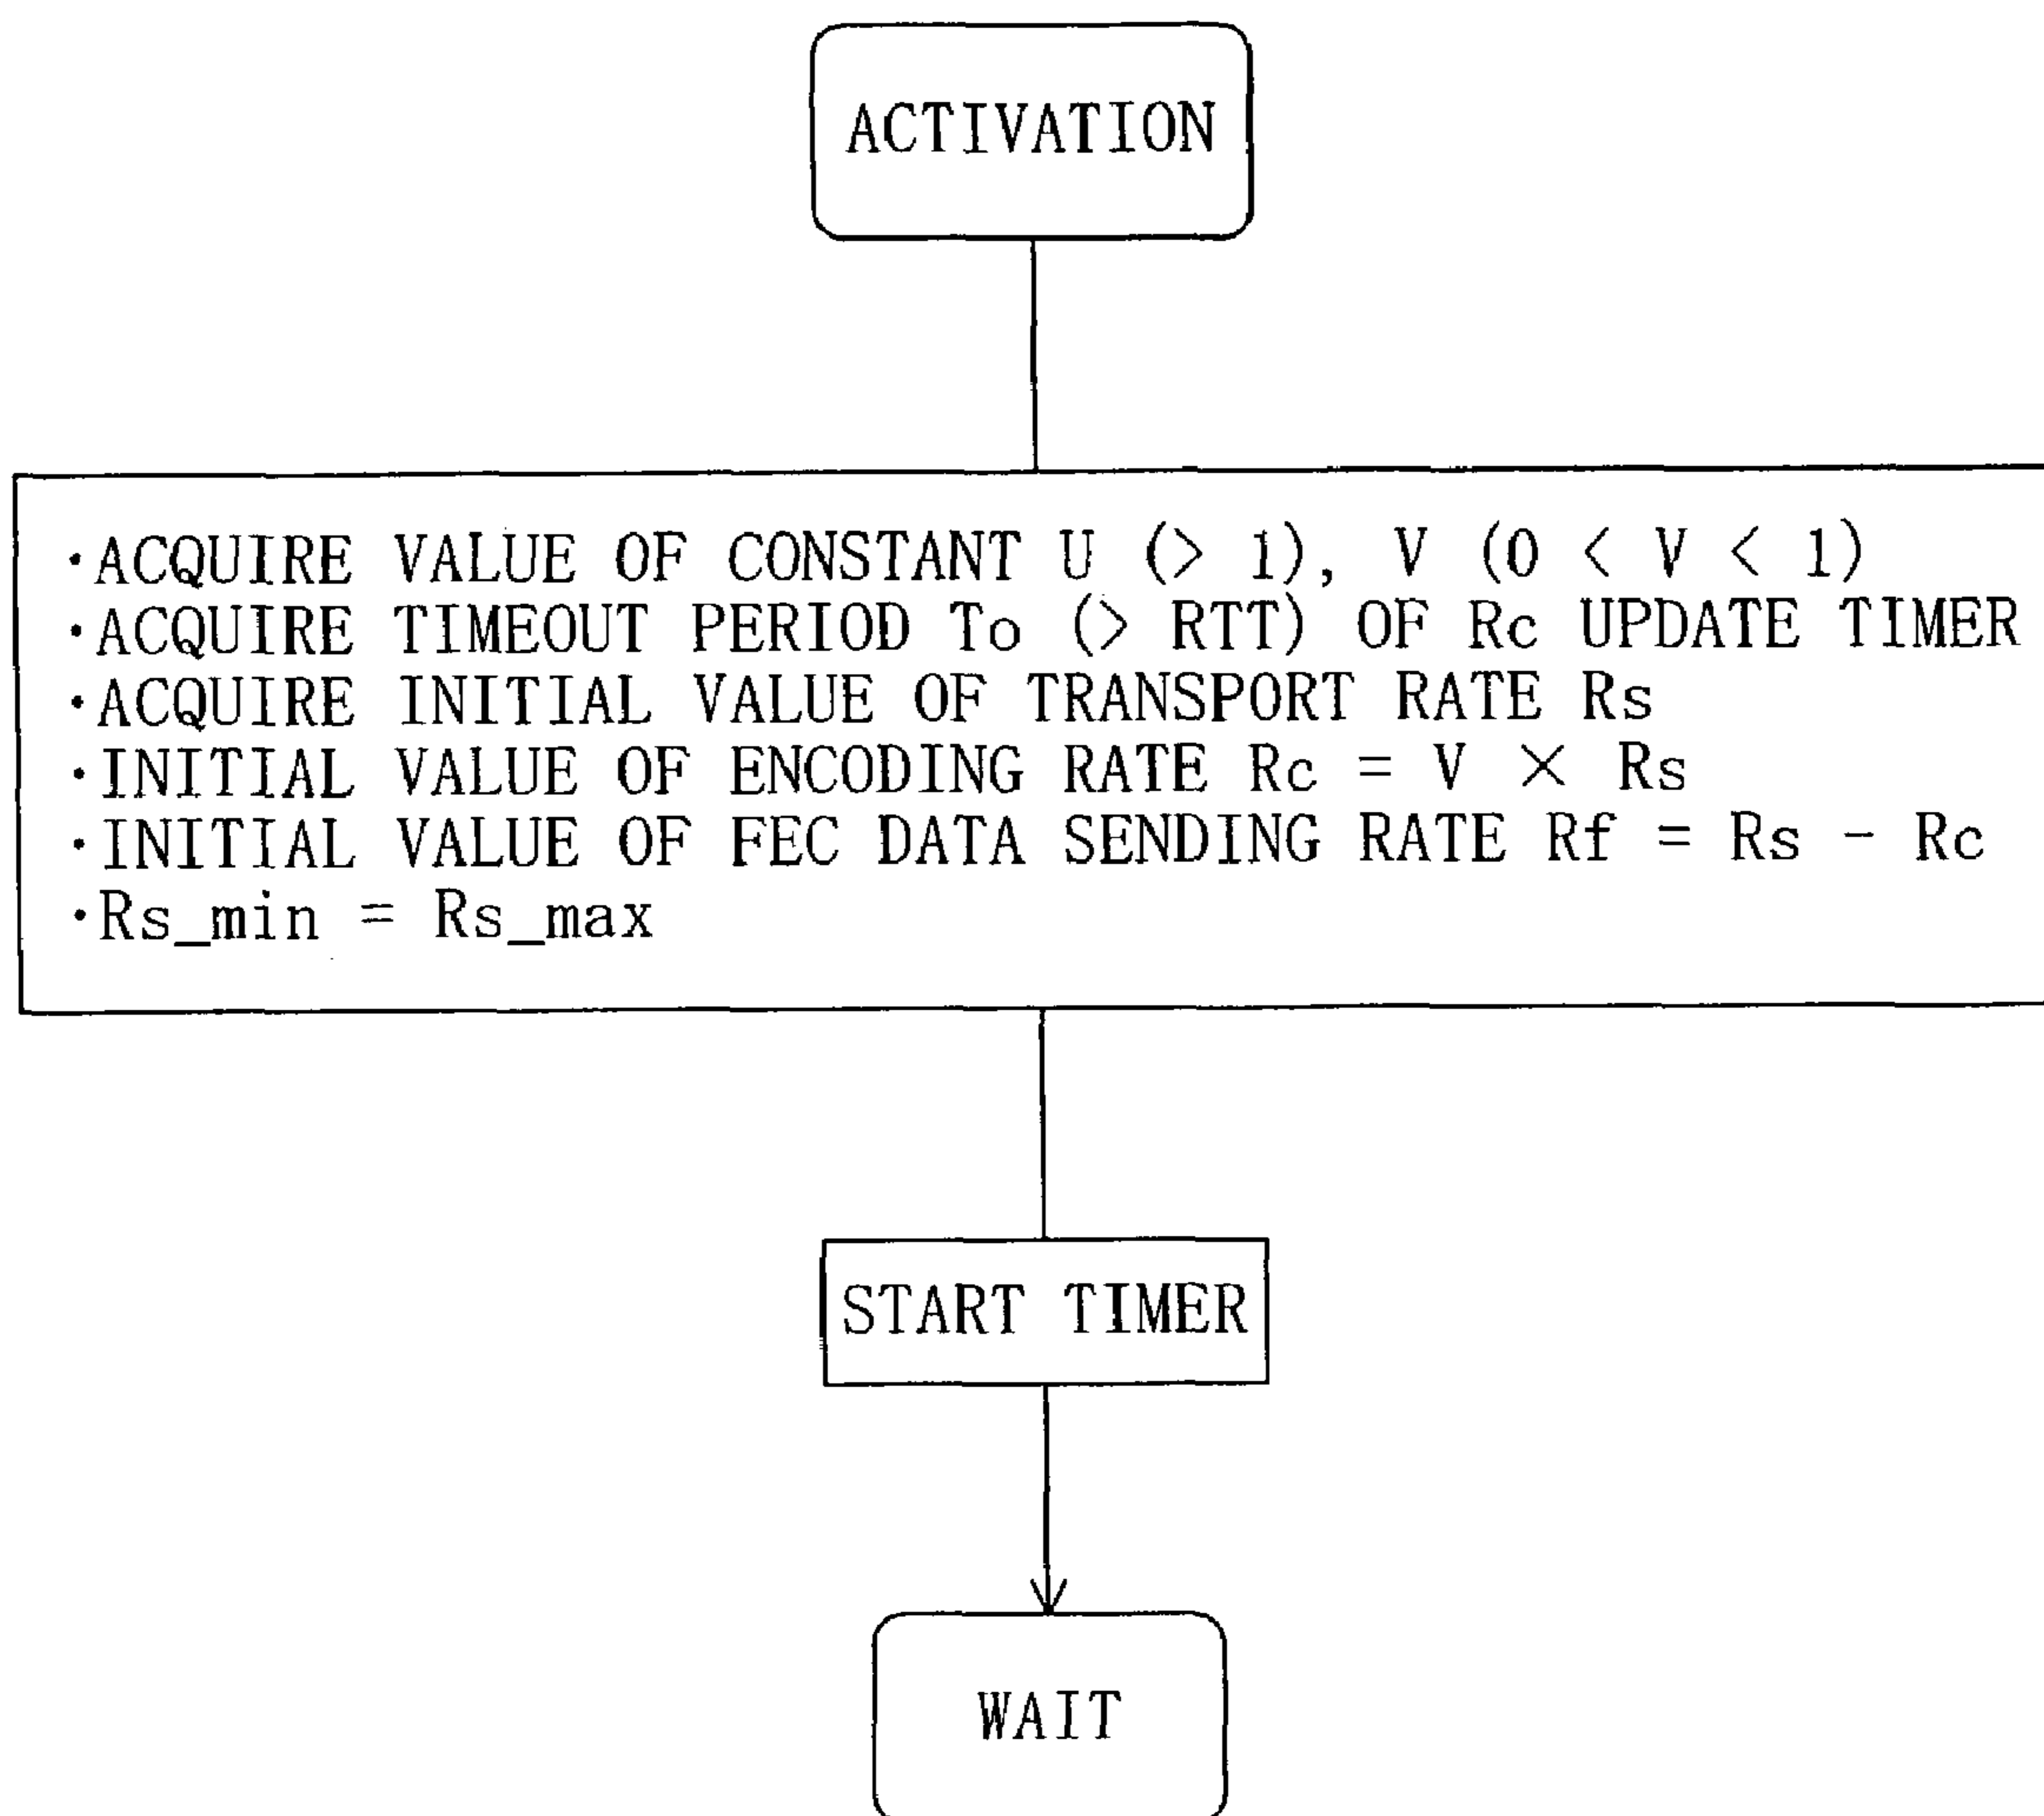 ACTIVATION
·ACQUIRE VALUE OF CONSTANT U (> 1), V (0 < V < 1)
·ACQUIRE TIMEOUT PERIOD To (> RTT) OF Rc UPDATE TIMER
·ACQUIRE INITIAL VALUE OF TRANSPORT RATE Rs
·INITIAL VALUE OF ENCODING RATE Rc = V × Rs
·INITIAL VALUE OF FEC DATA SENDING RATE Rf = Rs - Rc
·Rs_min = Rs_max
START TIMER
WAIT